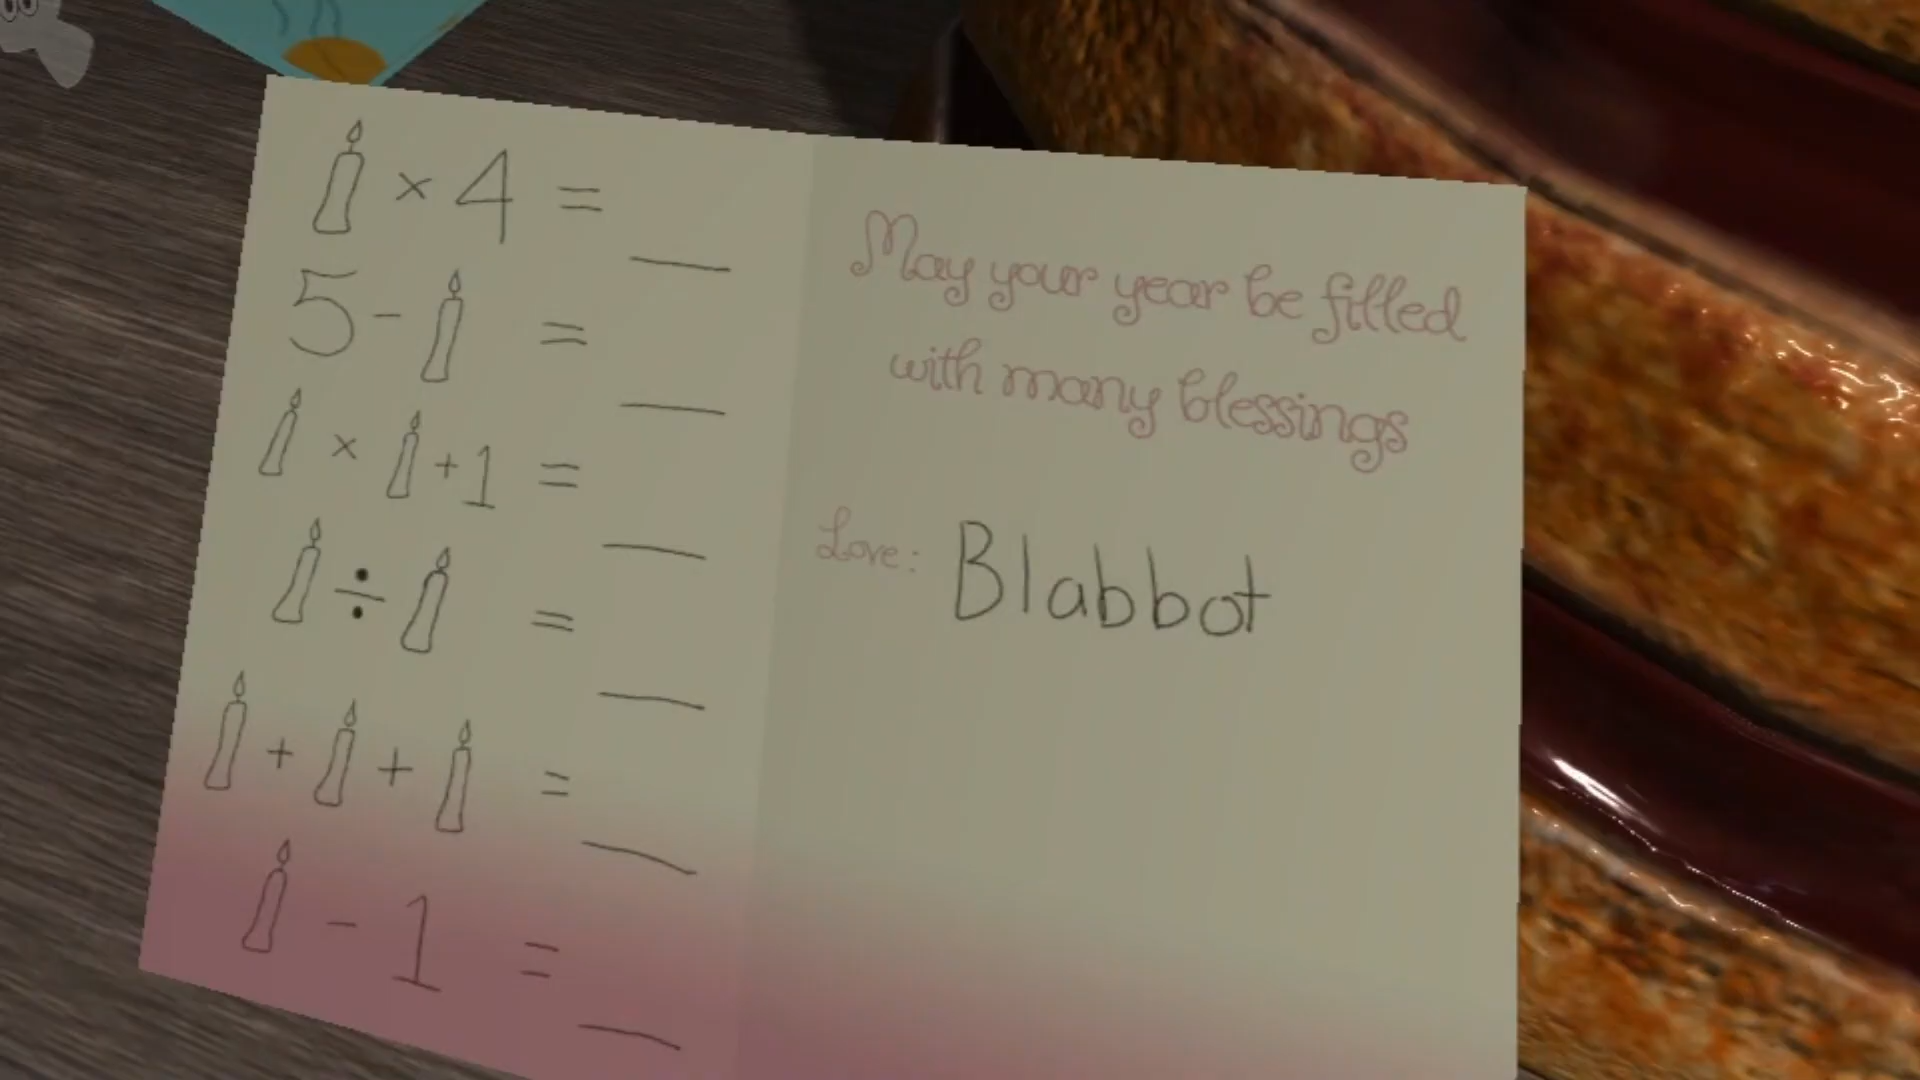 × 4 =
5 - =
× +1 =
÷ =
+ + =
- 1 =
May your year be filled
with many blessings
Love: Blabbot